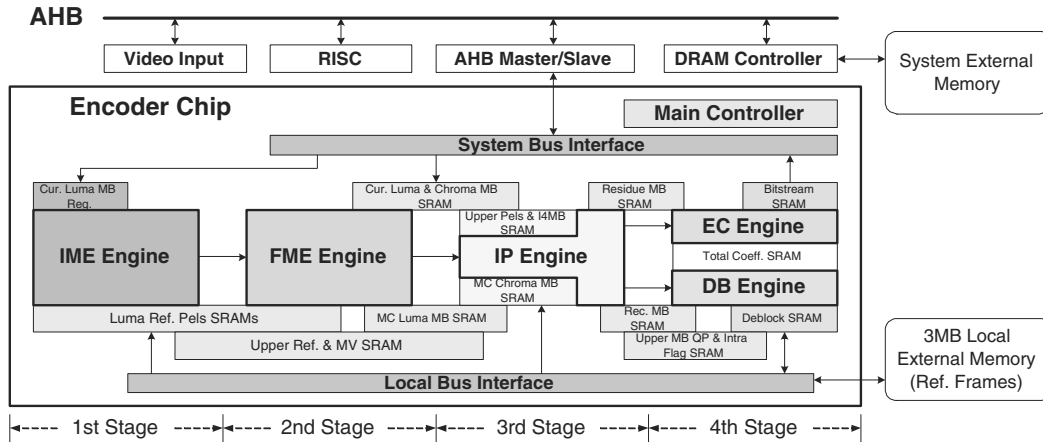 AHB
Video Input
RISC
AHB Master/Slave
DRAM Controller
System External
Memory
Encoder Chip
Main Controller
System Bus Interface
Cur. Luma MB
Reg.
Cur. Luma & Chroma MB
SRAM
Residue MB
SRAM
Bitstream
SRAM
IME Engine
FME Engine
Upper Pels & I4MB
SRAM
IP Engine
MC Chroma MB
SRAM
EC Engine
Total Coeff. SRAM
DB Engine
Luma Ref. Pels SRAMs
MC Luma MB SRAM
Rec. MB
SRAM
Deblock SRAM
Upper Ref. & MV SRAM
Upper MB QP & Intra
Flag SRAM
Local Bus Interface
3MB Local
External Memory
(Ref. Frames)
1st Stage
2nd Stage
3rd Stage
4th Stage